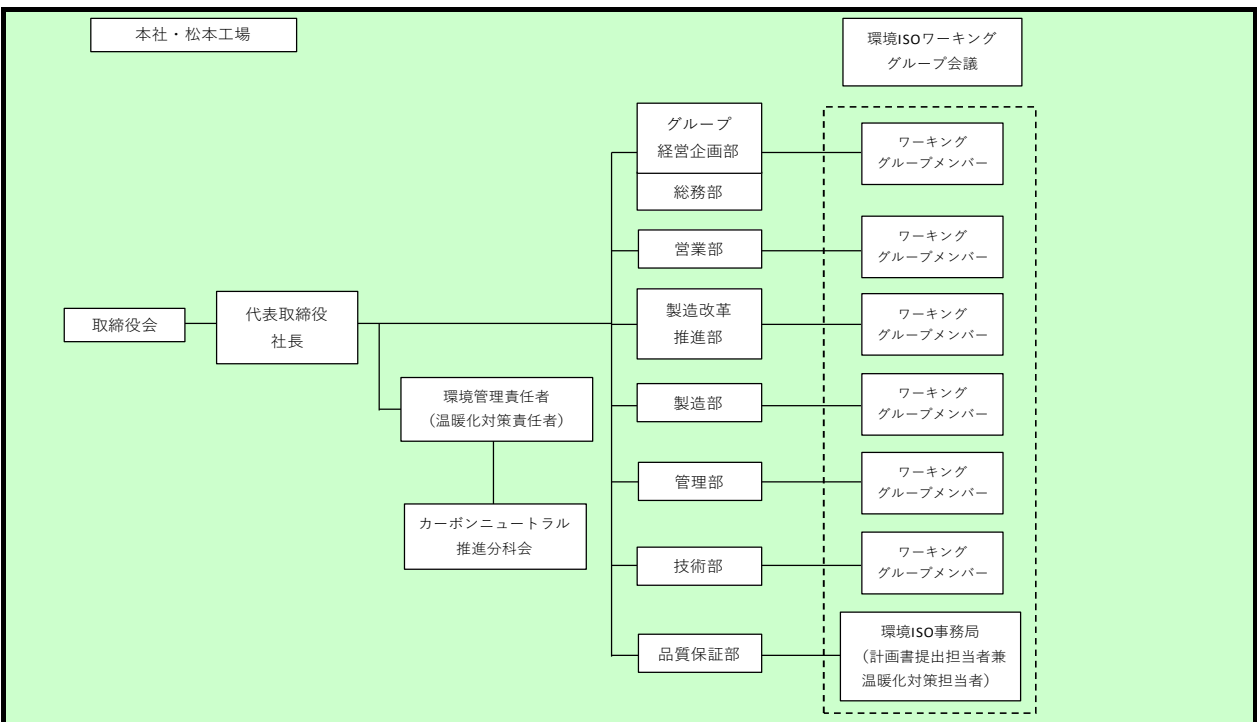 本社・松本工場
環境ISOワーキング
グループ会議
グループ
経営企画部
総務部
ワーキング
グループメンバー
営業部
ワーキング
グループメンバー
取締役会
代表取締役
社長
製造改革
推進部
ワーキング
グループメンバー
環境管理責任者
（温暖化対策責任者）
製造部
ワーキング
グループメンバー
カーボンニュートラル
推進分科会
管理部
ワーキング
グループメンバー
技術部
ワーキング
グループメンバー
品質保証部
環境ISO事務局
（計画書提出担当者兼
温暖化対策担当者）